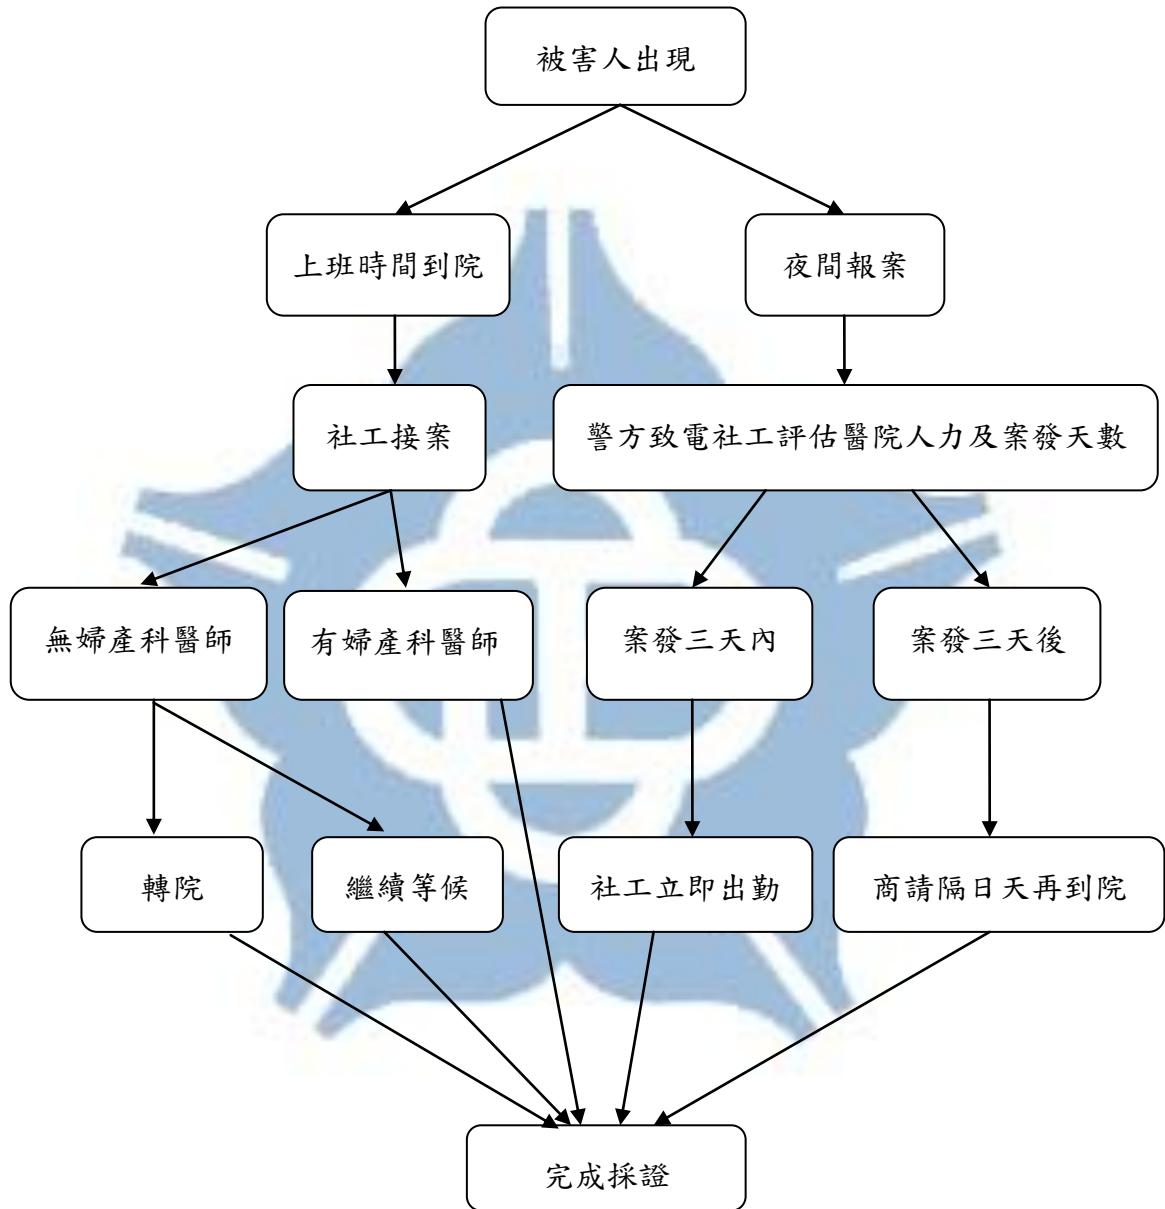 被害人出現
上班時間到院
夜間報案
社工接案
警方致電社工評估醫院人力及案發天數
無婦產科醫師
有婦產科醫師
案發三天內
案發三天後
轉院
繼續等候
社工立即出勤
商請隔日天再到院
完成採證